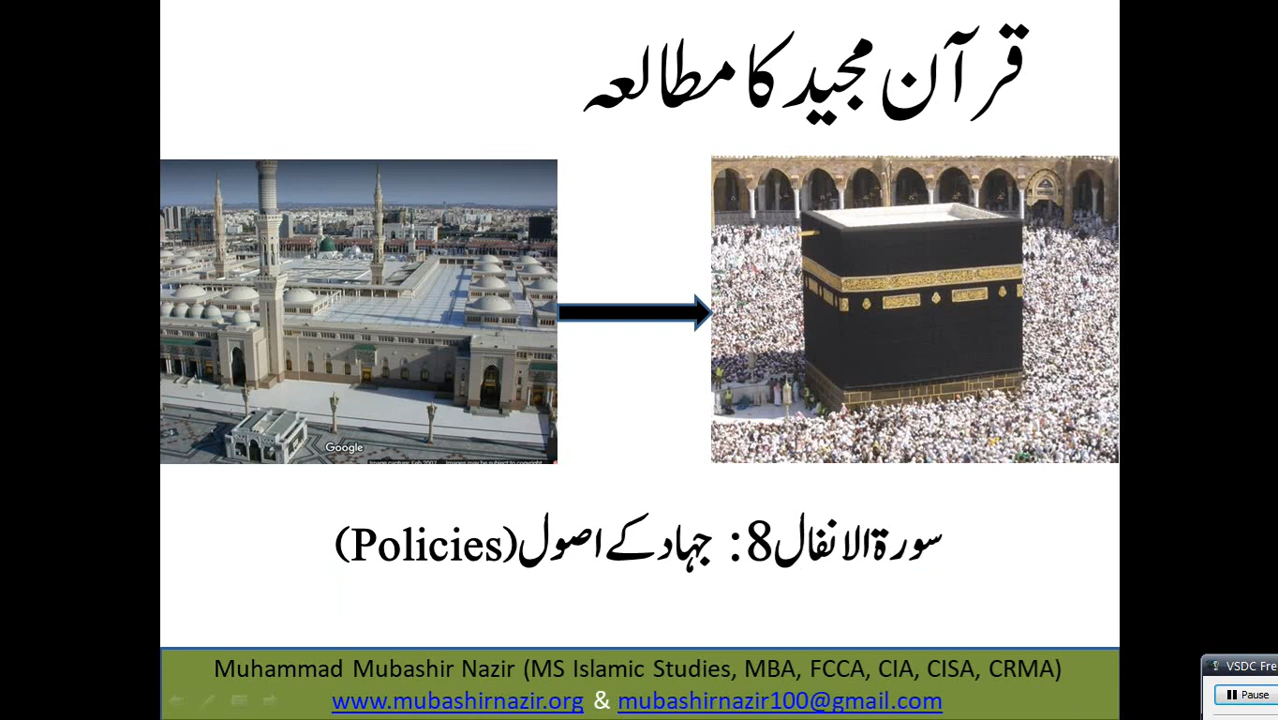 قرآن مجید کا مطالعہ
Google
سورۃ الانفال 8: جہاد کے اصول (Policies)
Muhammad Mubashir Nazir (MS Islamic Studies, MBA, FCCA, CIA, CISA, CRMA)
www.mubashirnazir.org & mubashirnazir100@gmail.com
VSDC Fre
Pause